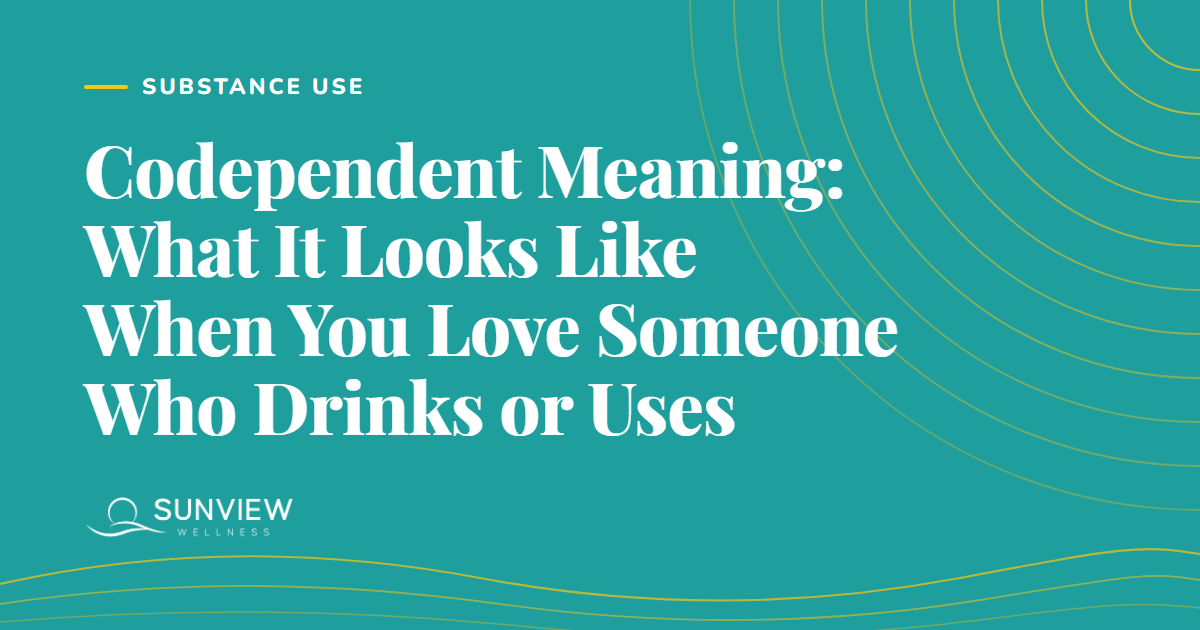 SUBSTANCE USE
Codependent Meaning:
What It Looks Like
When You Love Someone
Who Drinks or Uses
SUNVIEW
WELLNESS